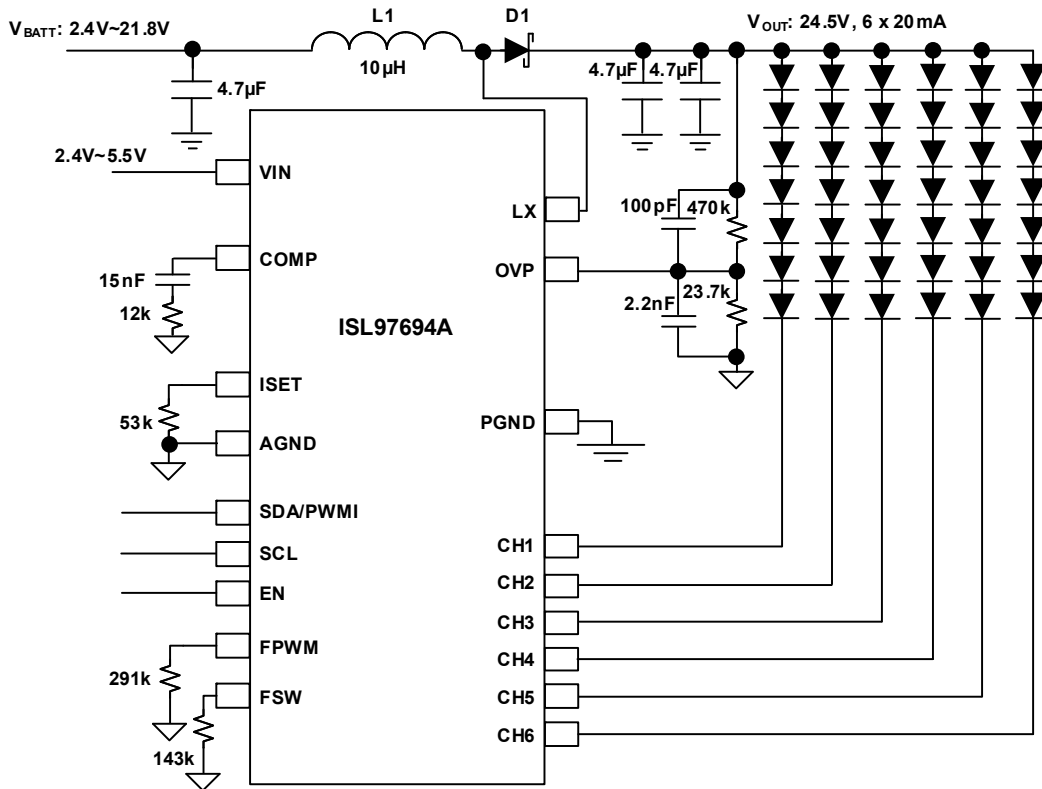 L1
D1
VBATT: 2.4V~21.8V
VOUT: 24.5V, 6 x 20mA
10µH
4.7µF
4.7µF
4.7µF
2.4V~5.5V
VIN
LX
100pF
470k
COMP
OVP
15nF
12k
23.7k
2.2nF
ISL97694A
ISET
53k
PGND
AGND
SDA/PWMI
CH1
SCL
CH2
EN
CH3
FPWM
CH4
291k
FSW
CH5
CH6
143k